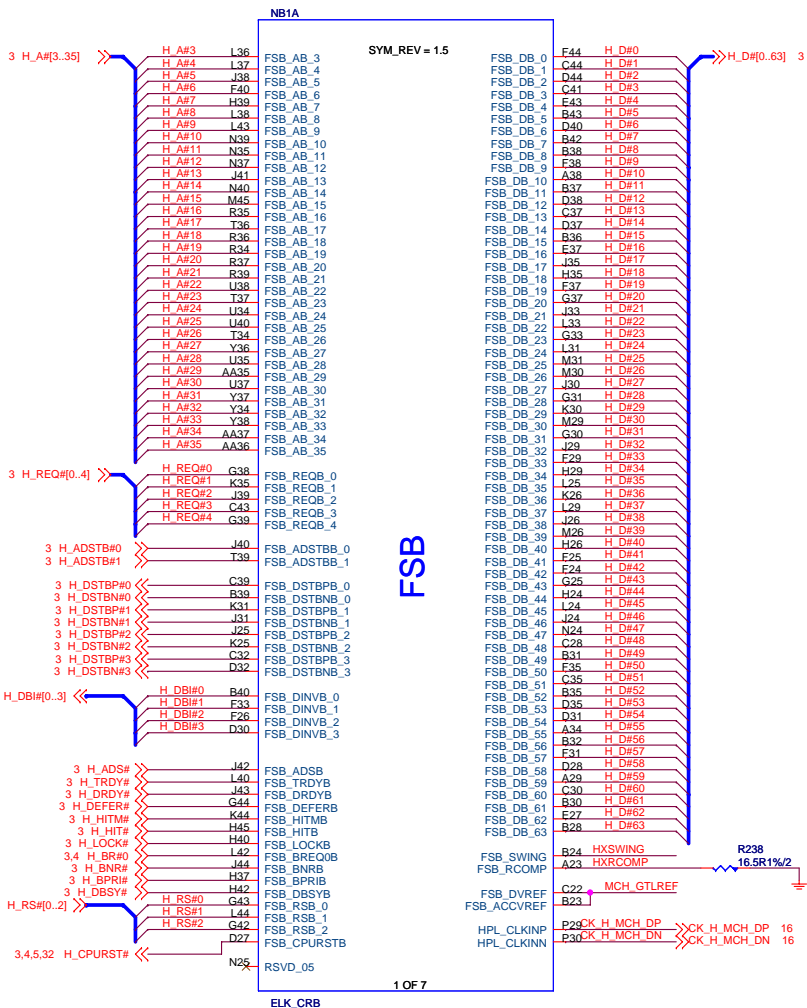 NB1A
SYM_REV = 1.5
3 H_A#[3..35]
H_A#3 L36 FSB_AB_3
H_A#4 L37 FSB_AB_4
H_A#5 J38 FSB_AB_5
H_A#6 F40 FSB_AB_6
H_A#7 H39 FSB_AB_7
H_A#8 L38 FSB_AB_8
H_A#9 L43 FSB_AB_9
H_A#10 N39 FSB_AB_10
H_A#11 N35 FSB_AB_11
H_A#12 N37 FSB_AB_12
H_A#13 J41 FSB_AB_13
H_A#14 N40 FSB_AB_14
H_A#15 M45 FSB_AB_15
H_A#16 R35 FSB_AB_16
H_A#17 T36 FSB_AB_17
H_A#18 R36 FSB_AB_18
H_A#19 R34 FSB_AB_19
H_A#20 R37 FSB_AB_20
H_A#21 R39 FSB_AB_21
H_A#22 U38 FSB_AB_22
H_A#23 T37 FSB_AB_23
H_A#24 U34 FSB_AB_24
H_A#25 U40 FSB_AB_25
H_A#26 T34 FSB_AB_26
H_A#27 Y36 FSB_AB_27
H_A#28 U35 FSB_AB_28
H_A#29 AA35 FSB_AB_29
H_A#30 U37 FSB_AB_30
H_A#31 Y37 FSB_AB_31
H_A#32 Y34 FSB_AB_32
H_A#33 Y38 FSB_AB_33
H_A#34 AA37 FSB_AB_34
H_A#35 AA36 FSB_AB_35
3 H_REQ#[0..4]
H_REQ#0 G38 FSB_REQB_0
H_REQ#1 K35 FSB_REQB_1
H_REQ#2 J39 FSB_REQB_2
H_REQ#3 C43 FSB_REQB_3
H_REQ#4 G39 FSB_REQB_4
3 H_ADSTB#0 J40 FSB_ADSTBB_0
3 H_ADSTB#1 T39 FSB_ADSTBB_1
3 H_DSTBP#0 C39 FSB_DSTBPB_0
3 H_DSTBN#0 B39 FSB_DSTBNB_0
3 H_DSTBP#1 K31 FSB_DSTBPB_1
3 H_DSTBN#1 J31 FSB_DSTBNB_1
3 H_DSTBP#2 J25 FSB_DSTBPB_2
3 H_DSTBN#2 K25 FSB_DSTBNB_2
3 H_DSTBP#3 C32 FSB_DSTBPB_3
3 H_DSTBN#3 D32 FSB_DSTBNB_3
H_DBI#[0..3]
H_DBI#0 B40 FSB_DINVB_0
H_DBI#1 F33 FSB_DINVB_1
H_DBI#2 F26 FSB_DINVB_2
H_DBI#3 D30 FSB_DINVB_3
3 H_ADS# J42 FSB_ADSB
3 H_TRDY# L40 FSB_TRDYB
3 H_DRDY# J43 FSB_DRDYB
3 H_DEFER# G44 FSB_DEFERB
3 H_HITM# K44 FSB_HITMB
3 H_HIT# H45 FSB_HITB
3 H_LOCK# H40 FSB_LOCKB
3,4 H_BR#0 L42 FSB_BREQ0B
3 H_BNR# J44 FSB_BNRB
3 H_BPRI# H37 FSB_BPRIB
3 H_DBSY# H42 FSB_DBSYB
H_RS#[0..2]
H_RS#0 G43 FSB_RSB_0
H_RS#1 L44 FSB_RSB_1
H_RS#2 G42 FSB_RSB_2
3,4,5,32 H_CPURST# D27 FSB_CPURSTB
N25 RSVD_05
FSB
FSB_DB_0 F44 H_D#0
H_D#[0..63] 3
FSB_DB_1 C44 H_D#1
FSB_DB_2 D44 H_D#2
FSB_DB_3 C41 H_D#3
FSB_DB_4 E43 H_D#4
FSB_DB_5 B43 H_D#5
FSB_DB_6 D40 H_D#6
FSB_DB_7 B42 H_D#7
FSB_DB_8 B38 H_D#8
FSB_DB_9 F38 H_D#9
FSB_DB_10 A38 H_D#10
FSB_DB_11 B37 H_D#11
FSB_DB_12 D38 H_D#12
FSB_DB_13 C37 H_D#13
FSB_DB_14 D37 H_D#14
FSB_DB_15 B36 H_D#15
FSB_DB_16 E37 H_D#16
FSB_DB_17 J35 H_D#17
FSB_DB_18 H35 H_D#18
FSB_DB_19 F37 H_D#19
FSB_DB_20 G37 H_D#20
FSB_DB_21 J33 H_D#21
FSB_DB_22 L33 H_D#22
FSB_DB_23 G33 H_D#23
FSB_DB_24 L31 H_D#24
FSB_DB_25 M31 H_D#25
FSB_DB_26 M30 H_D#26
FSB_DB_27 J30 H_D#27
FSB_DB_28 G31 H_D#28
FSB_DB_29 K30 H_D#29
FSB_DB_30 M29 H_D#30
FSB_DB_31 G30 H_D#31
FSB_DB_32 J29 H_D#32
FSB_DB_33 F29 H_D#33
FSB_DB_34 H29 H_D#34
FSB_DB_35 L25 H_D#35
FSB_DB_36 K26 H_D#36
FSB_DB_37 L29 H_D#37
FSB_DB_38 J26 H_D#38
FSB_DB_39 M26 H_D#39
FSB_DB_40 H26 H_D#40
FSB_DB_41 F25 H_D#41
FSB_DB_42 F24 H_D#42
FSB_DB_43 G25 H_D#43
FSB_DB_44 H24 H_D#44
FSB_DB_45 L24 H_D#45
FSB_DB_46 J24 H_D#46
FSB_DB_47 N24 H_D#47
FSB_DB_48 C28 H_D#48
FSB_DB_49 B31 H_D#49
FSB_DB_50 F35 H_D#50
FSB_DB_51 C35 H_D#51
FSB_DB_52 B35 H_D#52
FSB_DB_53 D35 H_D#53
FSB_DB_54 D31 H_D#54
FSB_DB_55 A34 H_D#55
FSB_DB_56 B32 H_D#56
FSB_DB_57 F31 H_D#57
FSB_DB_58 D28 H_D#58
FSB_DB_59 A29 H_D#59
FSB_DB_60 C30 H_D#60
FSB_DB_61 B30 H_D#61
FSB_DB_62 E27 H_D#62
FSB_DB_63 B28 H_D#63
FSB_SWING B24 HXSWING
FSB_RCOMP A23 HXRCOMP
R238
16.5R1%/2
FSB_DVREF C22 MCH_GTLREF
FSB_ACCVREF B23
HPL_CLKINP P29 CK_H_MCH_DP CK_H_MCH_DP 16
HPL_CLKINN P30 CK_H_MCH_DN CK_H_MCH_DN 16
1 OF 7
ELK_CRB